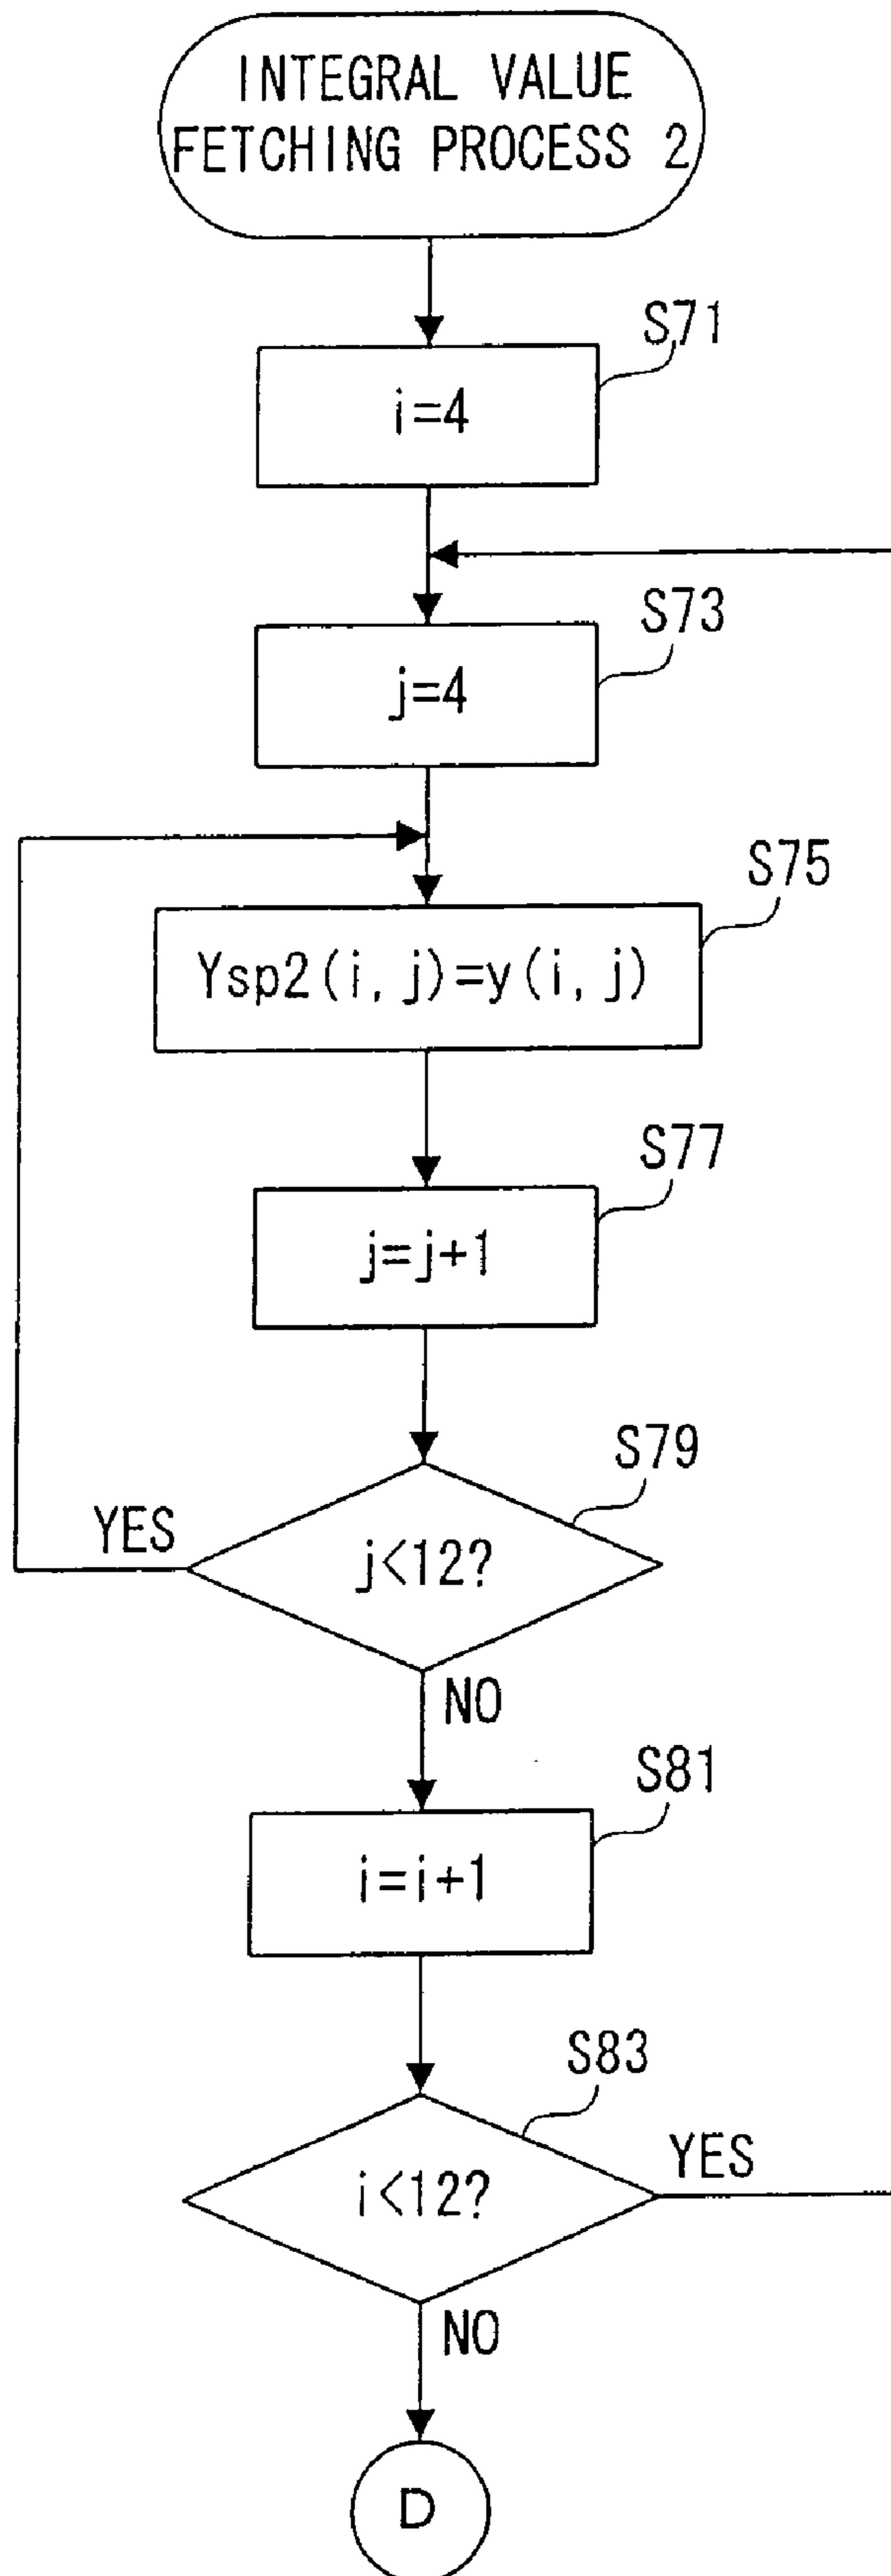 INTEGRAL VALUE
FETCHING PROCESS 2
S71
i=4
S73
j=4
S75
Ysp2(i,j)=y(i,j)
S77
j=j+1
S79
YES
j<12?
NO
S81
i=i+1
S83
i<12?
YES
NO
D